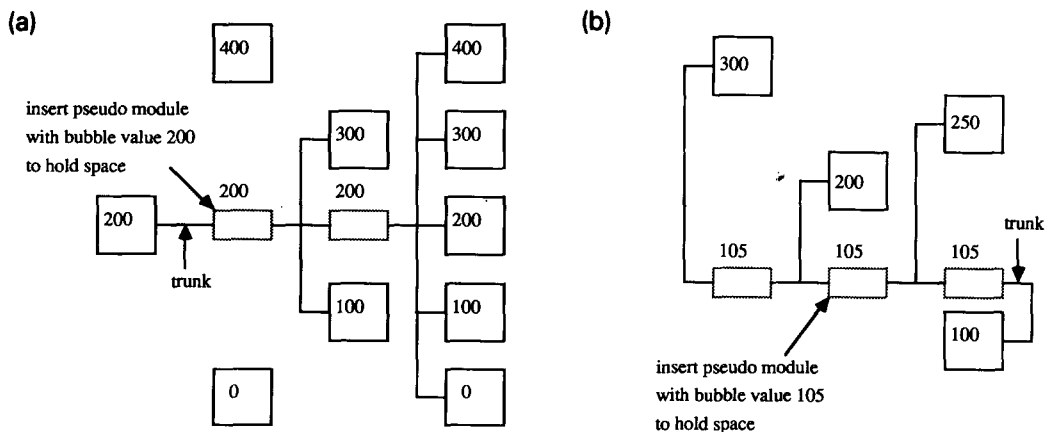 (a)
400
400
insert pseudo module
with bubble value 200
to hold space
300
300
200
200
200
200
trunk
100
100
0
0
(b)
300
250
200
trunk
105
105
105
100
insert pseudo module
with bubble value 105
to hold space